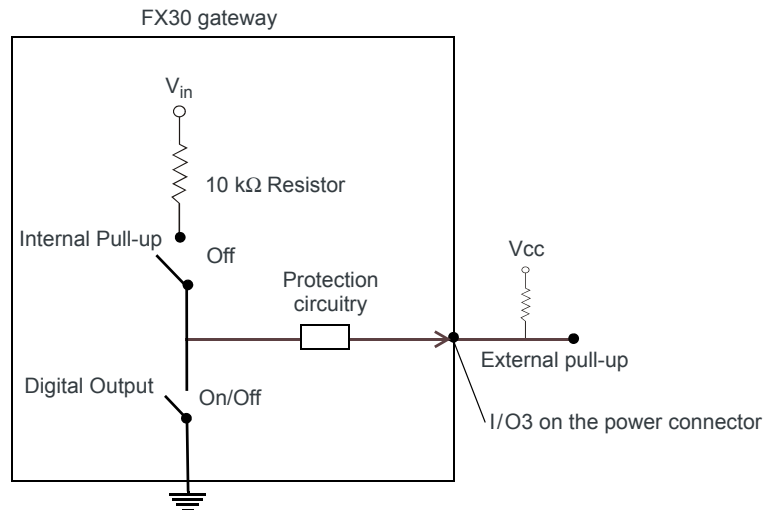 FX30 gateway
Vin
10 kΩ Resistor
Internal Pull-up
Off
Vcc
Protection
circuitry
External pull-up
Digital Output
On/Off
I/O3 on the power connector